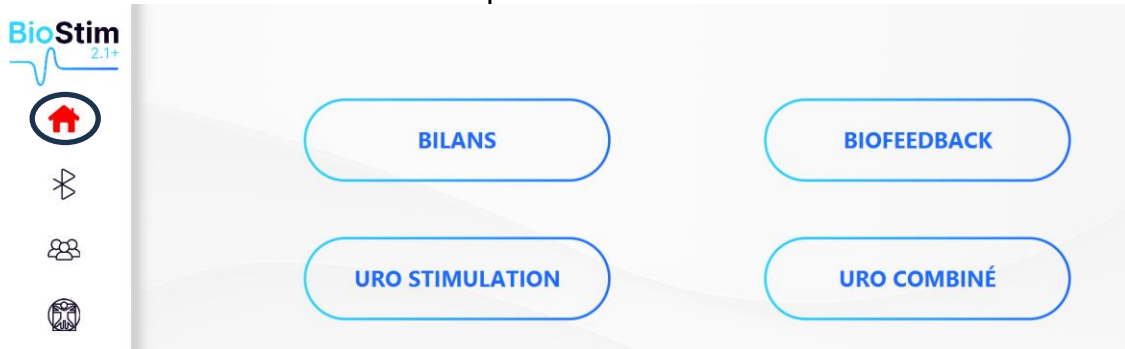 BioStim
2.1+
BILANS
BIOFEEDBACK
URO STIMULATION
URO COMBINÉ